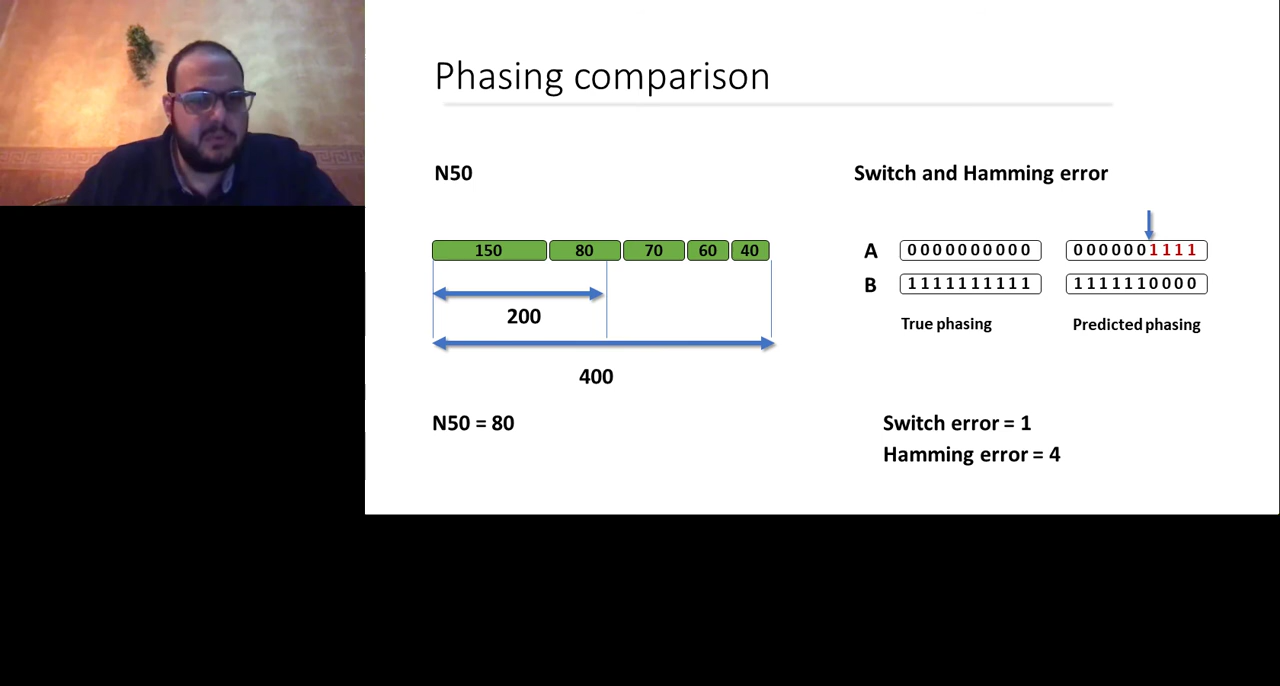 Phasing comparison
N50
150 80 70 60 40
200
400
N50 = 80
Switch and Hamming error
A 0000000000 0000001111
B 1111111111 1111110000
True phasing Predicted phasing
Switch error = 1
Hamming error = 4